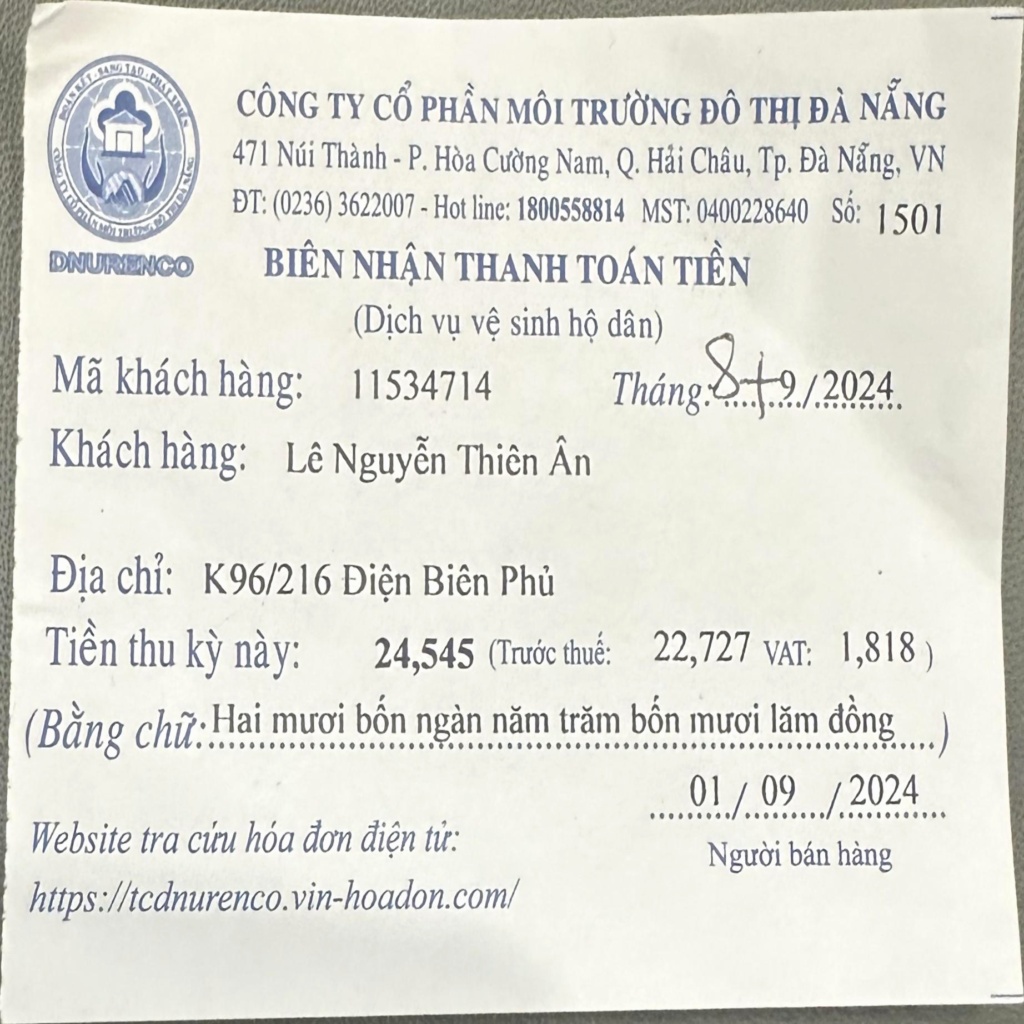 ĐOÀN KẾT - SÁNG TẠO - PHÁT TRIỂN
CÔNG TY CỔ PHẦN MÔI TRƯỜNG ĐÔ THỊ ĐÀ NẴNG
DNURENCO
CÔNG TY CỔ PHẦN MÔI TRƯỜNG ĐÔ THỊ ĐÀ NẴNG
471 Núi Thành - P. Hòa Cường Nam, Q. Hải Châu, Tp. Đà Nẵng, VN
ĐT: (0236) 3622007 - Hot line: 1800558814 MST: 0400228640 Số: 1501
BIÊN NHẬN THANH TOÁN TIỀN
(Dịch vụ vệ sinh hộ dân)
Mã khách hàng: 11534714 Tháng: 8+9/2024
Khách hàng: Lê Nguyễn Thiên Ân
Địa chỉ: K96/216 Điện Biên Phủ
Tiền thu kỳ này: 24,545 (Trước thuế: 22,727 VAT: 1,818 )
(Bằng chữ: Hai mươi bốn ngàn năm trăm bốn mươi lăm đồng)
01 / 09 / 2024
Người bán hàng
Website tra cứu hóa đơn điện tử:
https://tcdnurenco.vin-hoadon.com/